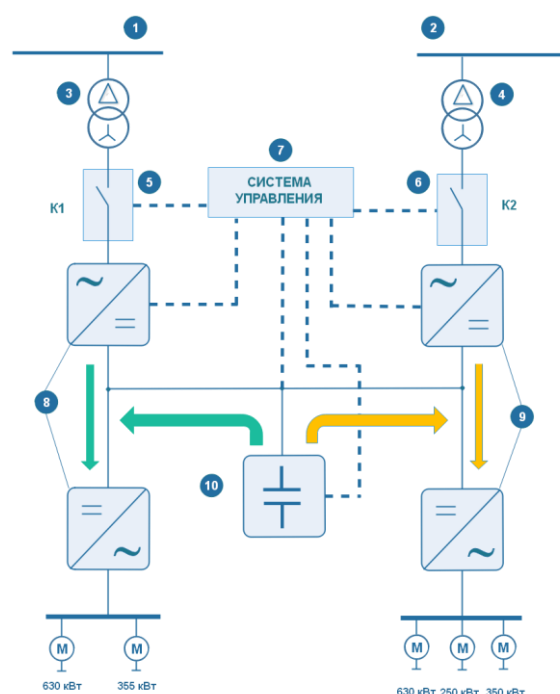 1
2
3
4
7
5
6
СИСТЕМА
УПРАВЛЕНИЯ
К1
К2
8
9
10
М
М
М
М
М
630 кВт
355 кВт
630 кВт
250 кВт
350 кВт